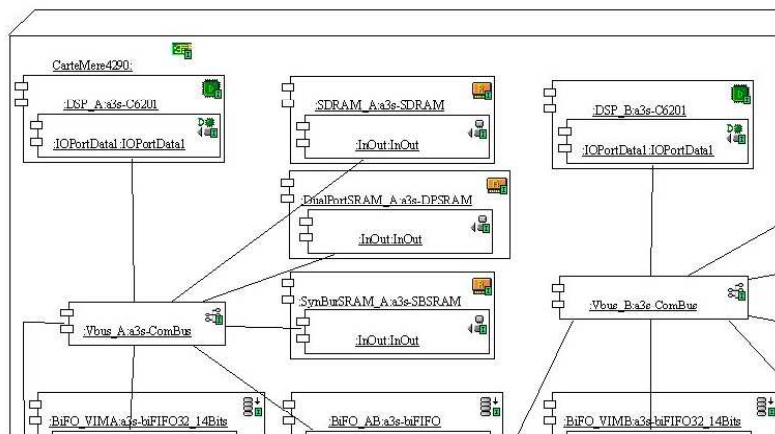 CarteMere4290:
:DSP_A:a3s-C6201
:IOPortData1:IOPortData1
:SDRAM_A:a3s-SDRAM
:InOut:InOut
:DSP_B:a3s-C6201
:IOPortData1:IOPortData1
:DualPortSRAM_A:a3s-DPSRAM
:InOut:InOut
:SynBurSRAM_A:a3s-SBSRAM
:InOut:InOut
:Vbus_A:a3s-ComBus
:Vbus_B:a3s-ComBus
:BiFO_VIMA:a3s-biFIFO32_14Bits
:BiFO_AB:a3s-biFIFO
:BiFO_VIMB:a3s-biFIFO32_14Bits